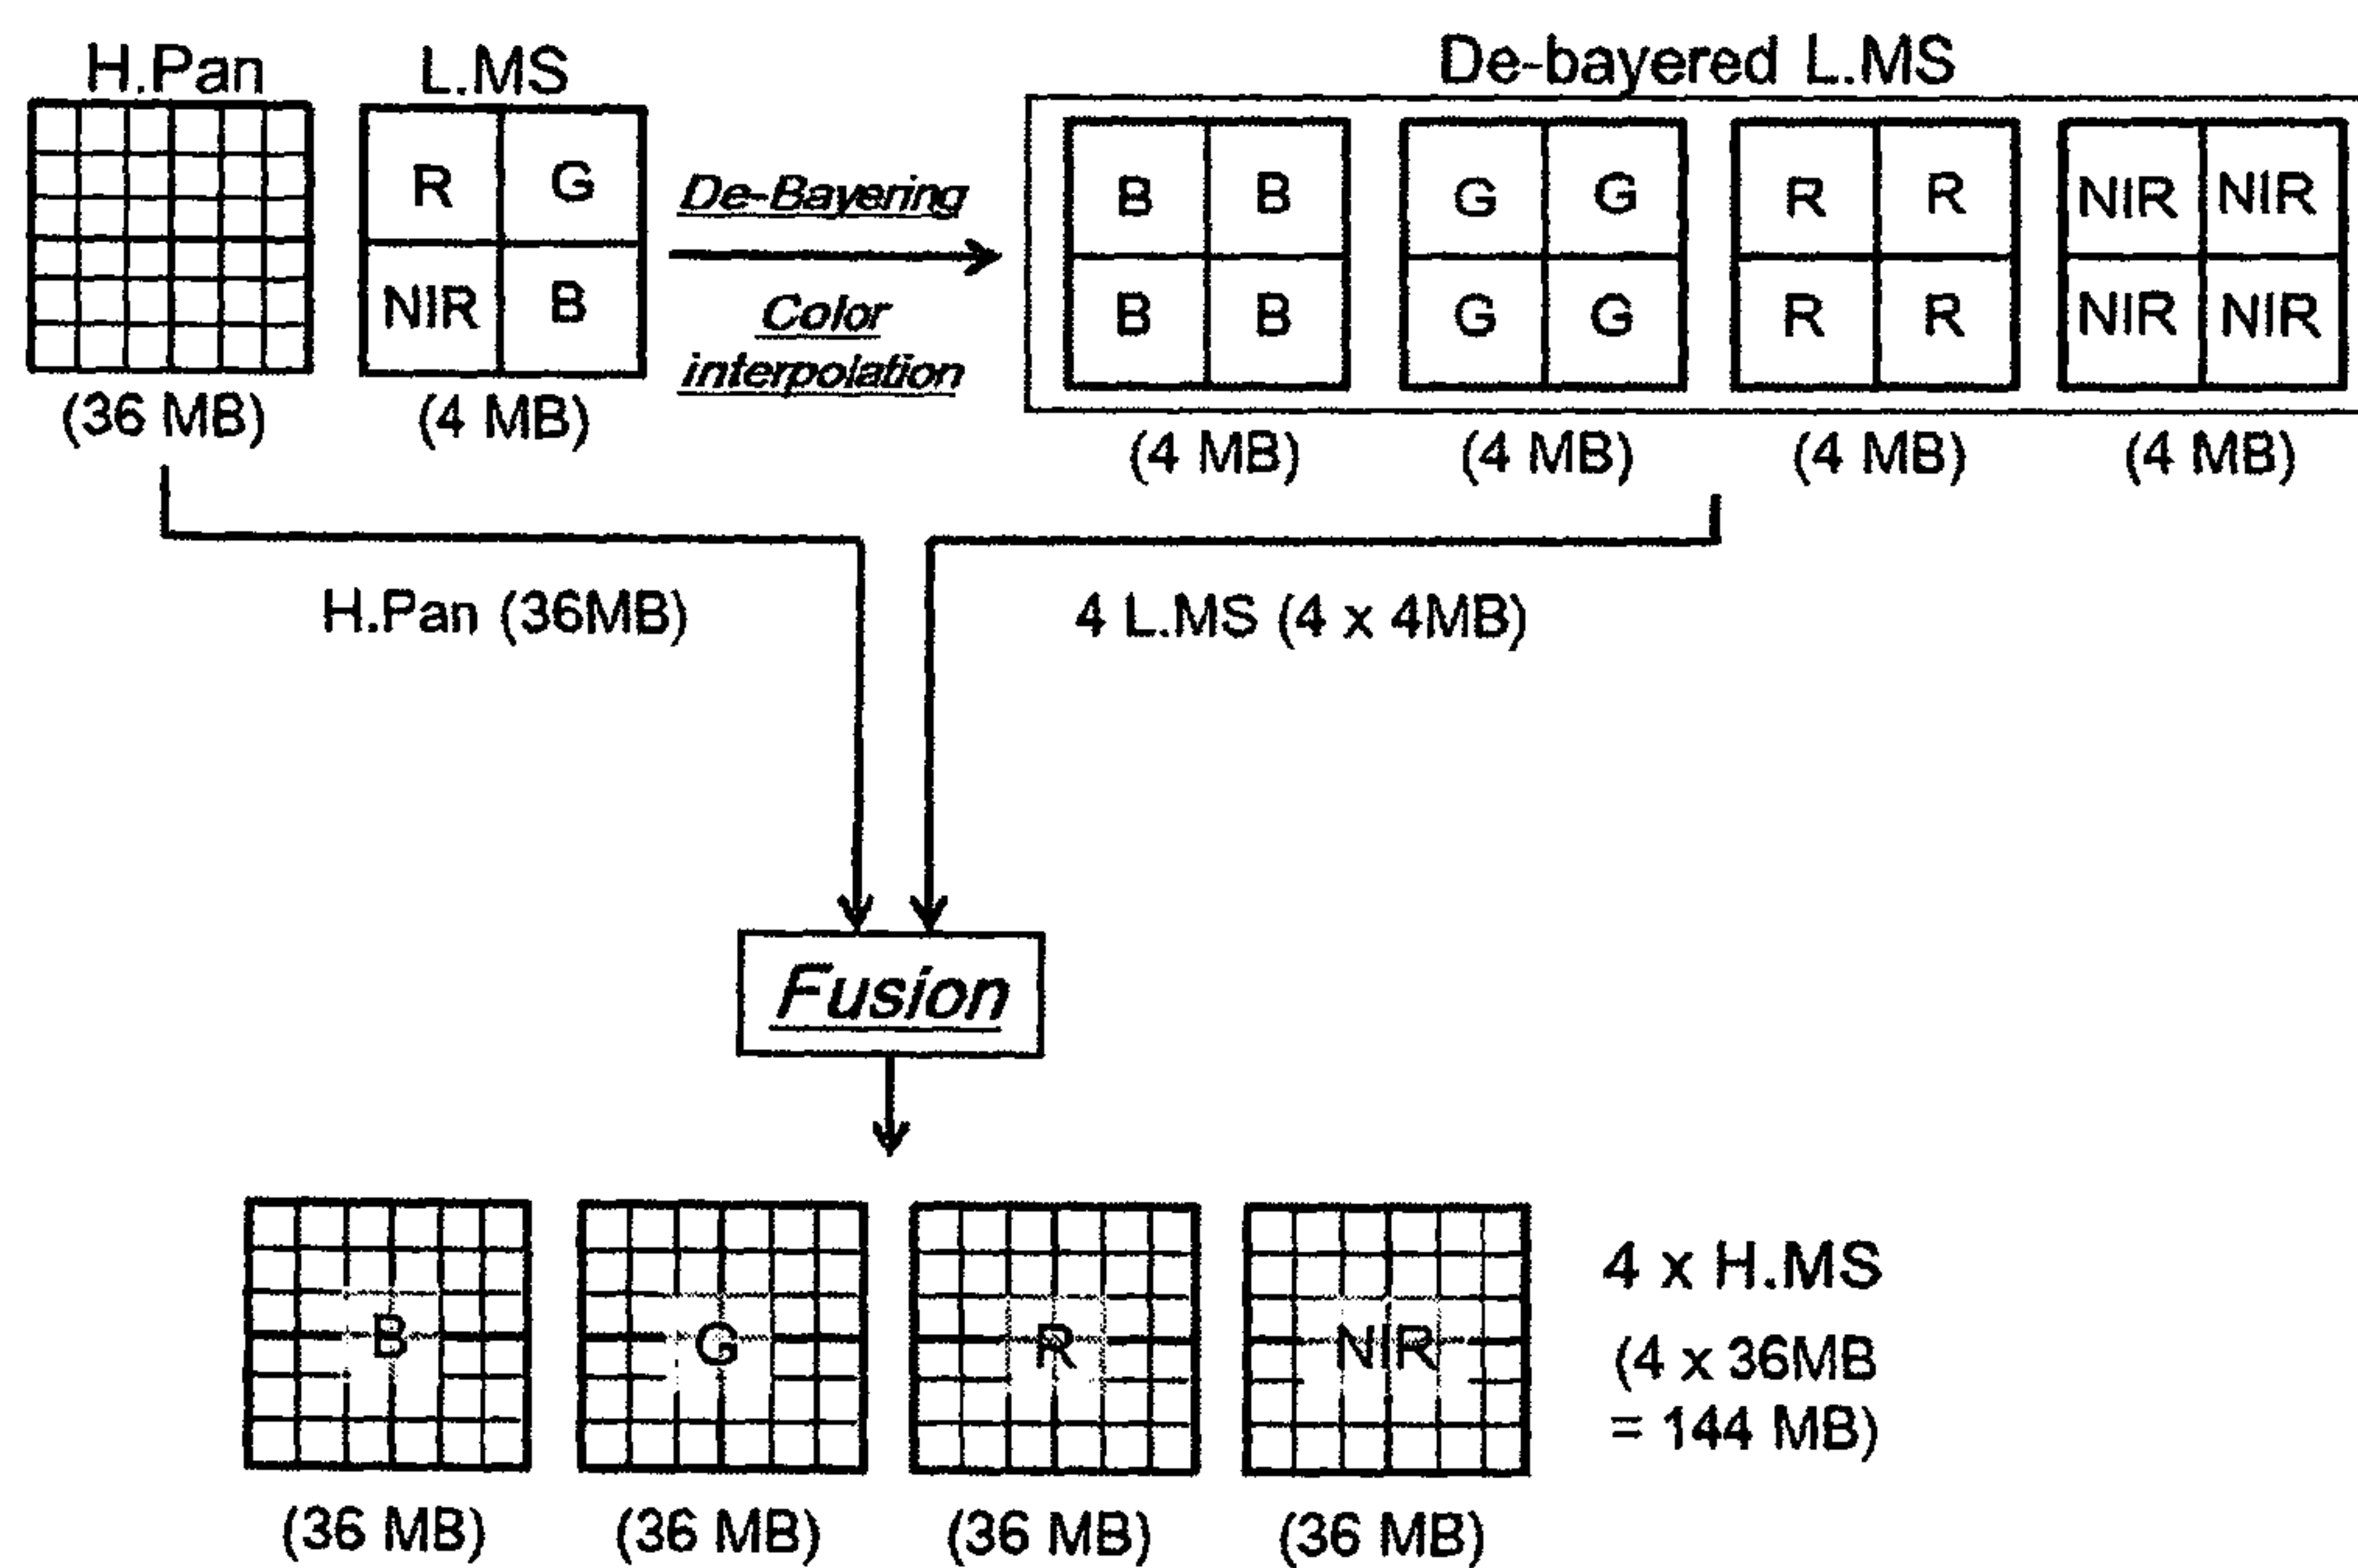 H.Pan
L.MS
De-bayered L.MS
R G
NIR B
De-Bayering
Color
interpolation
B B
B B
G G
G G
R R
R R
NIR NIR
NIR NIR
(36 MB)
(4 MB)
(4 MB)
(4 MB)
(4 MB)
(4 MB)
H.Pan (36MB)
4 L.MS (4 x 4MB)
Fusion
B
G
R
NIR
4 x H.MS
(4 x 36MB
= 144 MB)
(36 MB)
(36 MB)
(36 MB)
(36 MB)